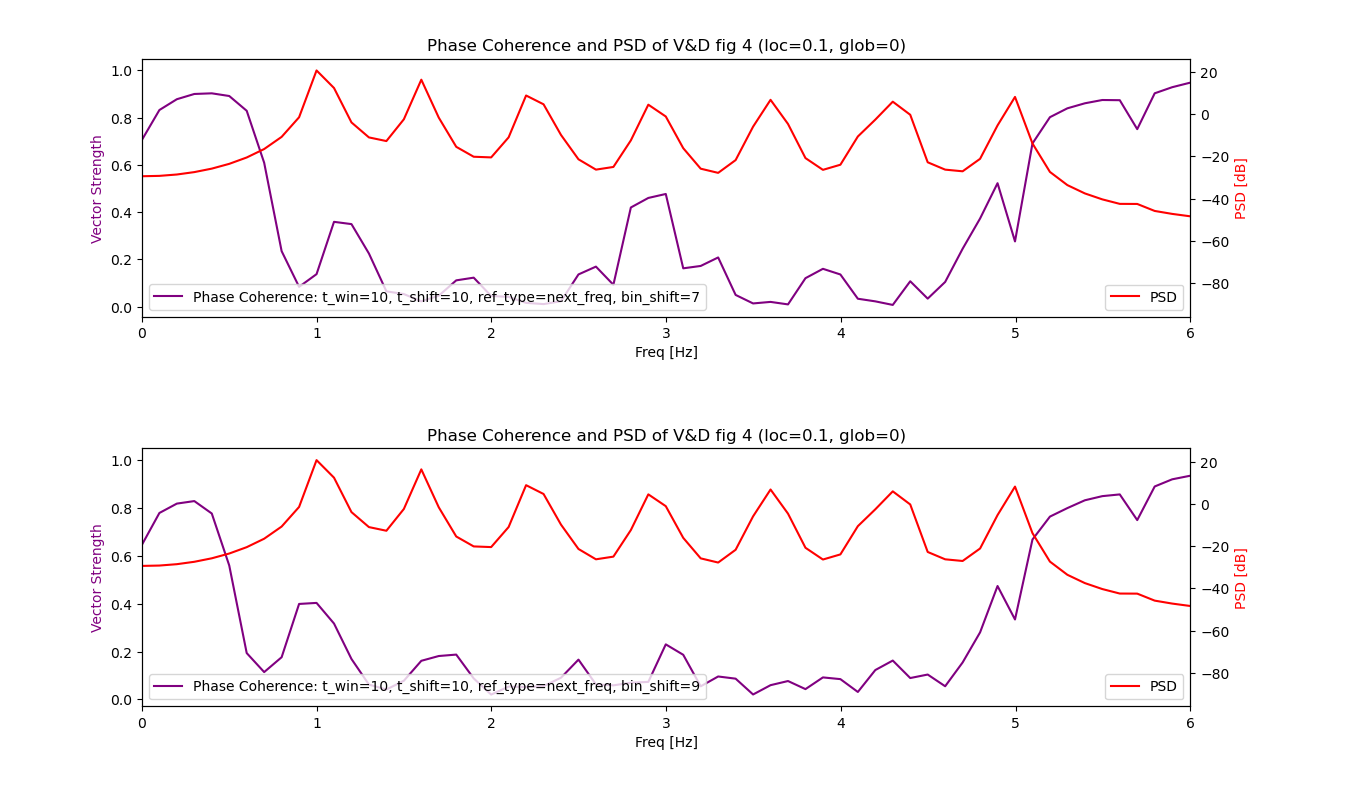 Phase Coherence and PSD of V&D fig 4 (loc=0.1, glob=0)
1.0
0.8
0.6
0.4
0.2
0.0
Vector Strength
20
0
−20
−40
−60
−80
PSD [dB]
Phase Coherence: t_win=10, t_shift=10, ref_type=next_freq, bin_shift=7
PSD
0 1 2 3 4 5 6
Freq [Hz]
Phase Coherence and PSD of V&D fig 4 (loc=0.1, glob=0)
1.0
0.8
0.6
0.4
0.2
0.0
Vector Strength
20
0
−20
−40
−60
−80
PSD [dB]
Phase Coherence: t_win=10, t_shift=10, ref_type=next_freq, bin_shift=9
PSD
0 1 2 3 4 5 6
Freq [Hz]